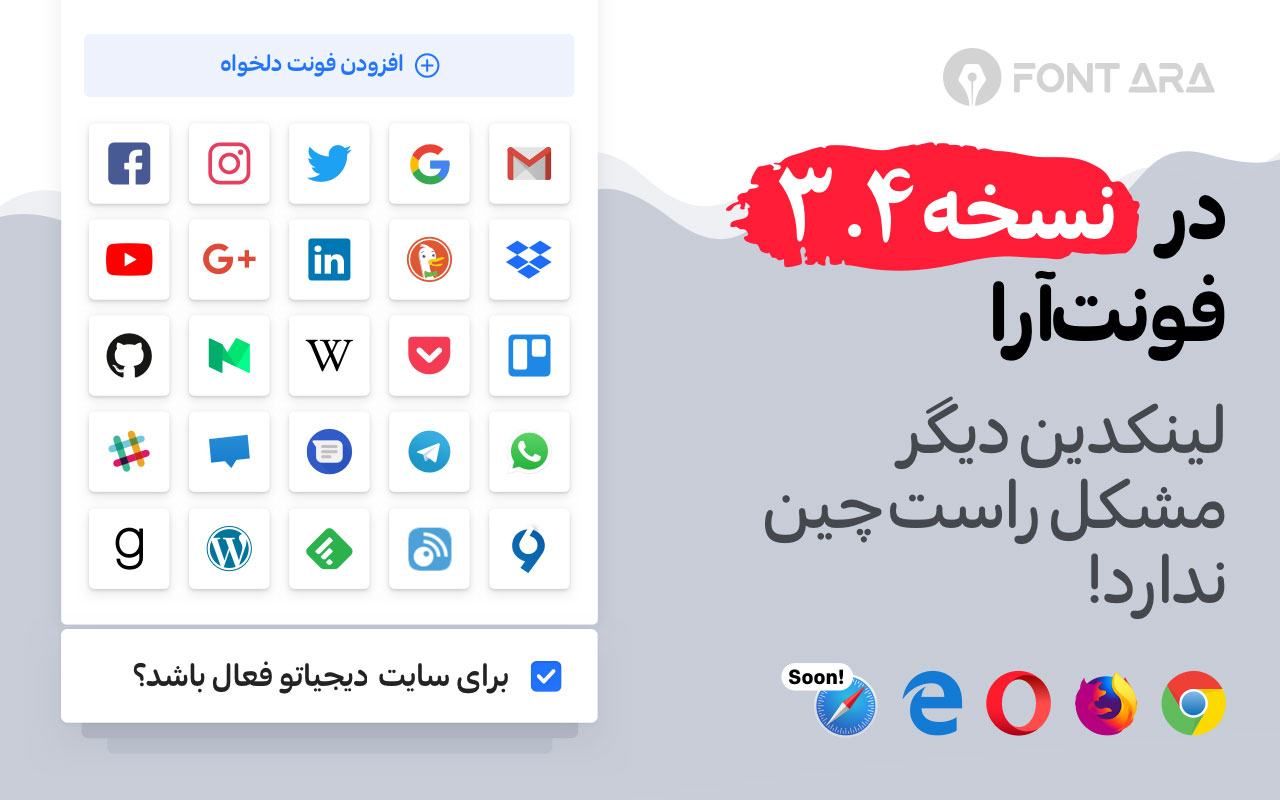 FONT ARA
در نسخه ۳.۴
فونت‌آرا
لینکدین دیگر
مشکل راست‌چین
ندارد!
Soon!
افزودن فونت دلخواه
برای سایت دیجیاتو فعال باشد؟